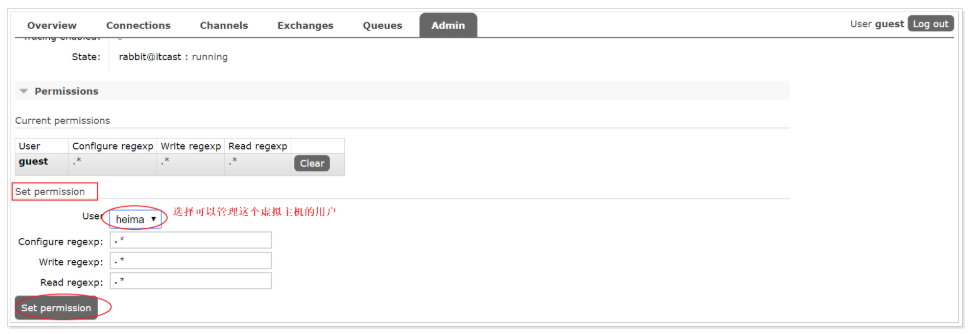 Overview Connections Channels Exchanges Queues Admin User guest Log out
State: rabbit@itcast : running
Permissions
Current permissions
User Configure regexp Write regexp Read regexp
guest .* .* .* Clear
Set permission
User heima 选择可以管理这个虚拟主机的用户
Configure regexp: .*
Write regexp: .*
Read regexp: .*
Set permission